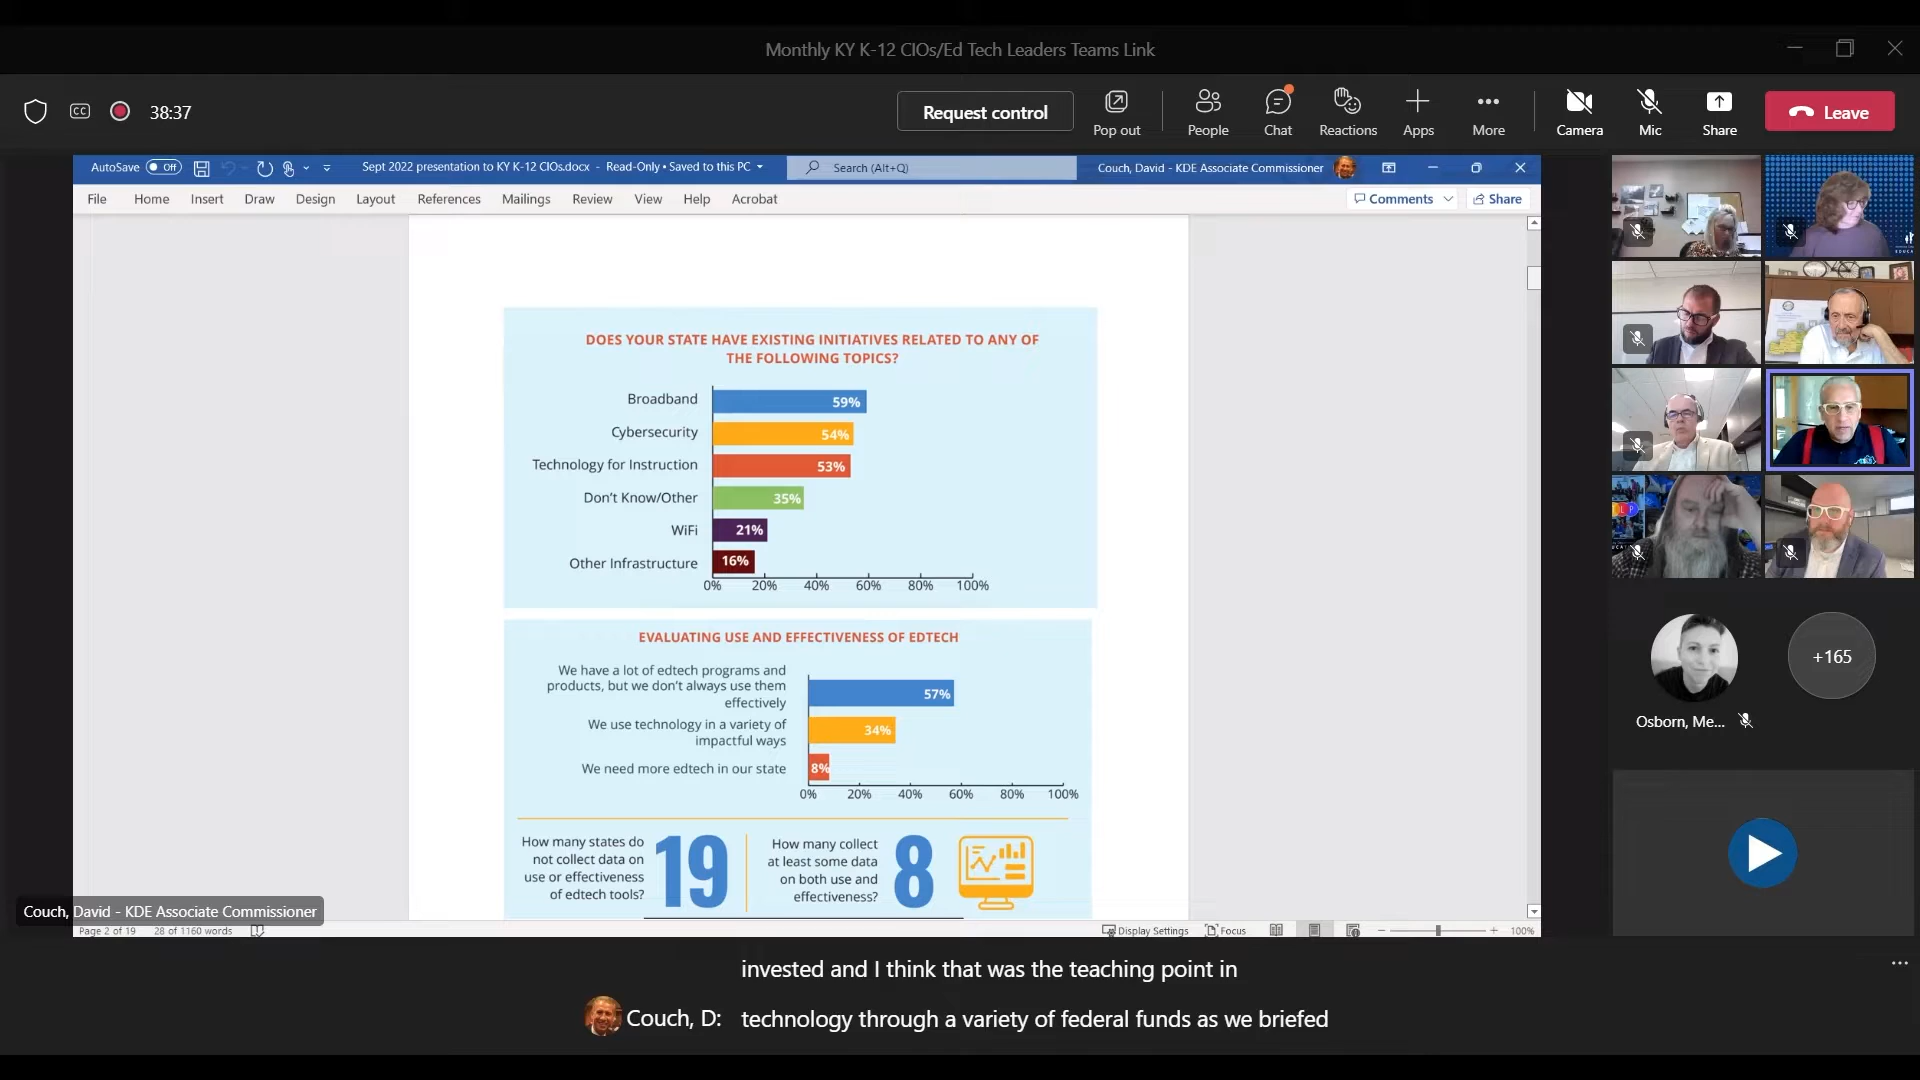 Monthly KY K-12 CIOs/Ed Tech Leaders Teams Link
CC
38:37
Request control
Pop out
People
Chat
Reactions
Apps
More
Camera
Mic
Share
Leave
AutoSave Off
Sept 2022 presentation to KY K-12 CIOs.docx - Read-Only • Saved to this PC
Search (Alt+Q)
Couch, David - KDE Associate Commissioner
File Home Insert Draw Design Layout References Mailings Review View Help Acrobat
Comments
Share
DOES YOUR STATE HAVE EXISTING INITIATIVES RELATED TO ANY OF
THE FOLLOWING TOPICS?
Broadband 59%
Cybersecurity 54%
Technology for Instruction 53%
Don't Know/Other 35%
WiFi 21%
Other Infrastructure 16%
0% 20% 40% 60% 80% 100%
EVALUATING USE AND EFFECTIVENESS OF EDTECH
We have a lot of edtech programs and
products, but we don't always use them
effectively
57%
We use technology in a variety of
impactful ways
34%
We need more edtech in our state 8%
0% 20% 40% 60% 80% 100%
How many states do
not collect data on
use or effectiveness
of edtech tools?
19
How many collect
at least some data
on both use and
effectiveness?
8
+165
Osborn, Me...
Couch, David - KDE Associate Commissioner
Page 2 of 19 28 of 1160 words
Display Settings Focus 100%
invested and I think that was the teaching point in
Couch, D: technology through a variety of federal funds as we briefed